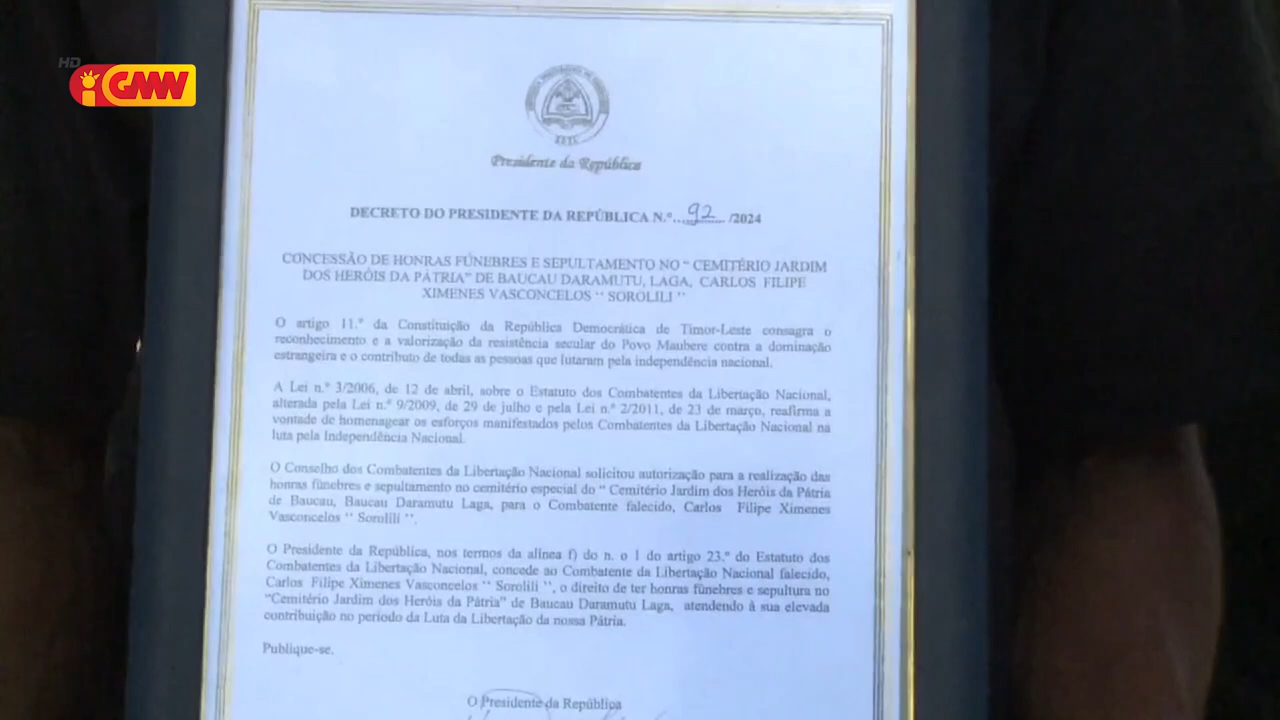 HD
GMN
Presidente da República
DECRETO DO PRESIDENTE DA REPÚBLICA N.º....92...... /2024
CONCESSÃO DE HONRAS FÚNEBRES E SEPULTAMENTO NO “ CEMITÉRIO JARDIM
DOS HERÓIS DA PÁTRIA” DE BAUCAU DARAMUTU, LAGA, CARLOS FILIPE
XIMENES VASCONCELOS “ SOROLILI ”
O artigo 11.º da Constituição da República Democrática de Timor-Leste consagra o
reconhecimento e a valorização da resistência secular do Povo Maubere contra a dominação
estrangeira e o contributo de todas as pessoas que lutaram pela independência nacional.
A Lei n.º 3/2006, de 12 de abril, sobre o Estatuto dos Combatentes da Libertação Nacional,
alterada pela Lei n.º 9/2009, de 29 de julho e pela Lei n.º 2/2011, de 23 de março, reafirma a
vontade de homenagear os esforços manifestados pelos Combatentes da Libertação Nacional na
luta pela Independência Nacional.
O Conselho dos Combatentes da Libertação Nacional solicitou autorização para a realização das
honras fúnebres e sepultamento no cemitério especial do “ Cemitério Jardim dos Heróis da Pátria
de Baucau, Baucau Daramutu Laga, para o Combatente falecido, Carlos Filipe Ximenes
Vasconcelos “ Sorolili ”.
O Presidente da República, nos termos da alínea f) do n. o 1 do artigo 23.º do Estatuto dos
Combatentes da Libertação Nacional, concede ao Combatente da Libertação Nacional falecido,
Carlos Filipe Ximenes Vasconcelos “ Sorolili ”, o direito de ter honras fúnebres e sepultura no
“Cemitério Jardim dos Heróis da Pátria” de Baucau Daramutu Laga, atendendo à sua elevada
contribuição no período da Luta da Libertação da nossa Pátria.
Publique-se.
O Presidente da República